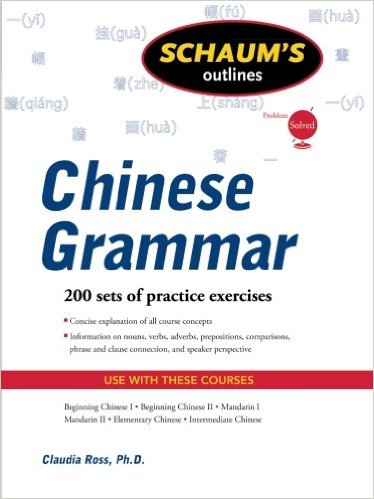 一(yī)
挂(guà)
幅(fú)
画(huà)
SCHAUM'S
outlines
幅
着(zhe)
墙(qiáng)
上(shàng)
一(yī)
画(huà)
Problem
Solved
着
一
Chinese
Grammar
200 sets of practice exercises
• Concise explanation of all course concepts
• Information on nouns, verbs, adverbs, prepositions, comparisons,
phrase and clause connection, and speaker perspective
USE WITH THESE COURSES
Beginning Chinese I • Beginning Chinese II • Mandarin I
Mandarin II • Elementary Chinese • Intermediate Chinese
Claudia Ross, Ph.D.